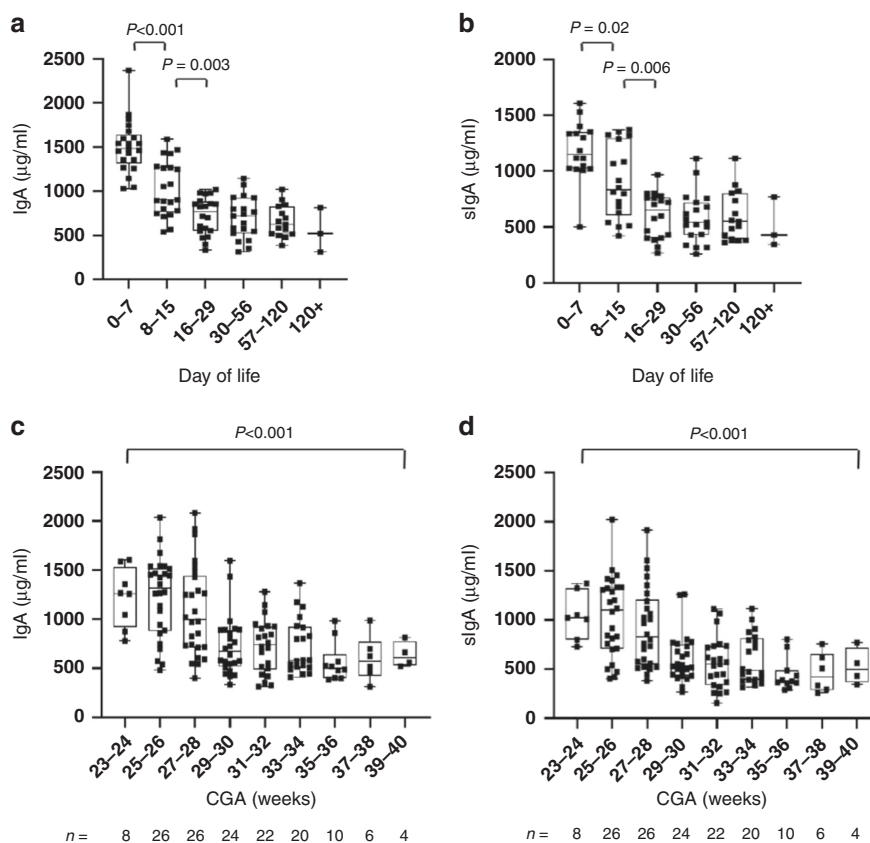 a
P<0.001
P = 0.003
2500
2000
1500
1000
500
0
IgA (µg/ml)
0–7
8–15
16–29
30–56
57–120
120+
Day of life
b
P = 0.02
P = 0.006
2000
1500
1000
500
0
sIgA (µg/ml)
0–7
8–15
16–29
30–56
57–120
120+
Day of life
c
P<0.001
2500
2000
1500
1000
500
0
IgA (µg/ml)
23–24
25–26
27–28
29–30
31–32
33–34
35–36
37–38
39–40
CGA (weeks)
n = 8 26 26 24 22 20 10 6 4
d
P<0.001
2500
2000
1500
1000
500
0
sIgA (µg/ml)
23–24
25–26
27–28
29–30
31–32
33–34
35–36
37–38
39–40
CGA (weeks)
n = 8 26 26 24 22 20 10 6 4